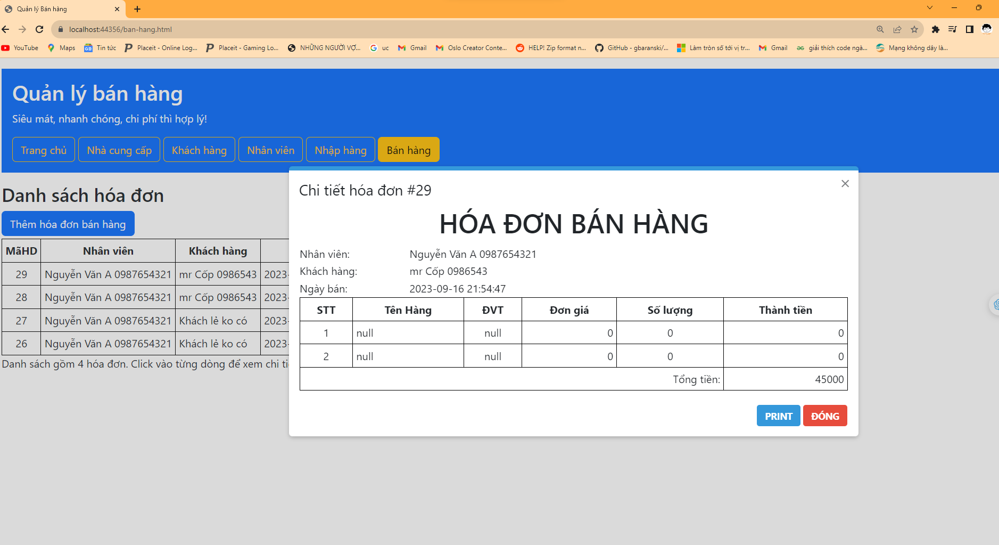 Quản lý Bán hàng
localhost:44356/ban-hang.html
YouTube Maps Tin tức Placeit - Online Log... Placeit - Gaming Lo... NHỮNG NGƯỜI VỢ... uc Gmail Oslo Creator Conte... HELP! Zip format n... GitHub - gbaranski/... Làm tròn số tới vị tr... Gmail giải thích code ngà... Mạng không dây là...
Quản lý bán hàng
Siêu mát, nhanh chóng, chi phí thì hợp lý!
Trang chủ Nhà cung cấp Khách hàng Nhân viên Nhập hàng Bán hàng
Danh sách hóa đơn
Thêm hóa đơn bán hàng
MãHD Nhân viên Khách hàng
29 Nguyễn Văn A 0987654321 mr Cốp 0986543 2023-
28 Nguyễn Văn A 0987654321 mr Cốp 0986543 2023-
27 Nguyễn Văn A 0987654321 Khách lẻ ko có 2023-
26 Nguyễn Văn A 0987654321 Khách lẻ ko có 2023-
Danh sách gồm 4 hóa đơn. Click vào từng dòng để xem chi ti
Chi tiết hóa đơn #29
HÓA ĐƠN BÁN HÀNG
Nhân viên: Nguyễn Văn A 0987654321
Khách hàng: mr Cốp 0986543
Ngày bán: 2023-09-16 21:54:47
STT Tên Hàng ĐVT Đơn giá Số lượng Thành tiền
1 null null 0 0 0
2 null null 0 0 0
Tổng tiền: 45000
PRINT ĐÓNG